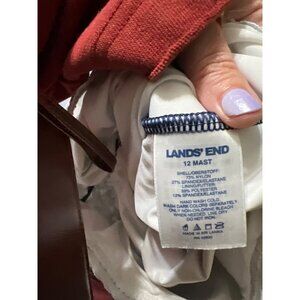 LANDS' END
12 MAST
SHELL/OBERSTOFF:
73% NYLON
27% SPANDEX/ELASTANE
LINING/FUTTER:
88% POLYESTER
12% SPANDEX/ELASTANE
HAND WASH COLD.
WASH DARK COLORS SEPARATELY.
ONLY NON-CHLORINE BLEACH
WHEN NEEDED. LINE DRY.
DO NOT IRON.
MADE IN SRI LANKA